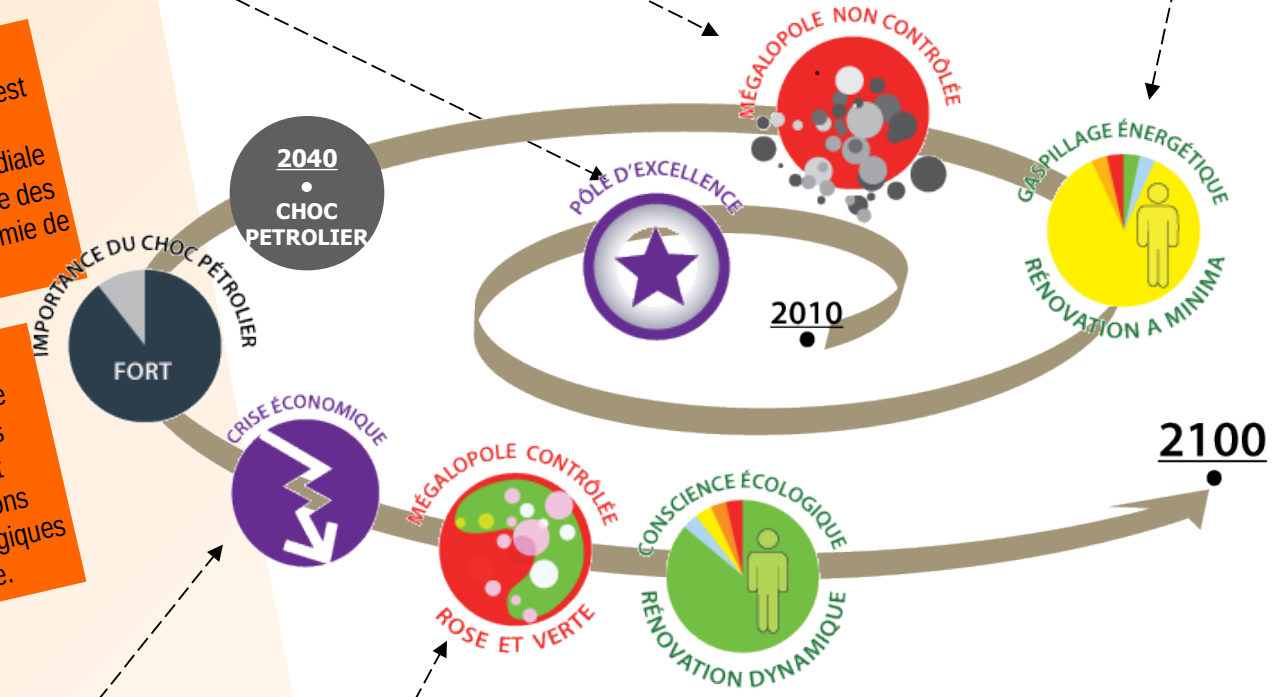 est
diale
e des
mie de
e
s
t
ons
giques
e.
IMPORTANCE DU CHOC PÉTROLIER
FORT
2040
•
CHOC
PETROLIER
PÔLE D'EXCELLENCE
MÉGALOPOLE NON CONTRÔLÉE
GASPILLAGE ÉNERGÉTIQUE
RÉNOVATION A MINIMA
2010
CRISE ÉCONOMIQUE
MÉGALOPOLE CONTRÔLÉE
ROSE ET VERTE
CONSCIENCE ÉCOLOGIQUE
RÉNOVATION DYNAMIQUE
2100